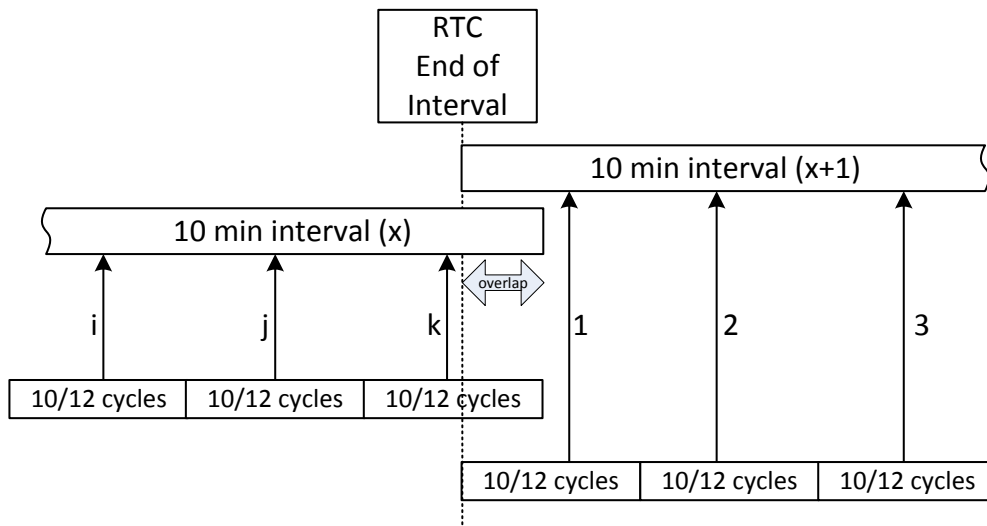 RTC
End of
Interval
10 min interval (x+1)
10 min interval (x)
overlap
i
j
k
1
2
3
10/12 cycles
10/12 cycles
10/12 cycles
10/12 cycles
10/12 cycles
10/12 cycles